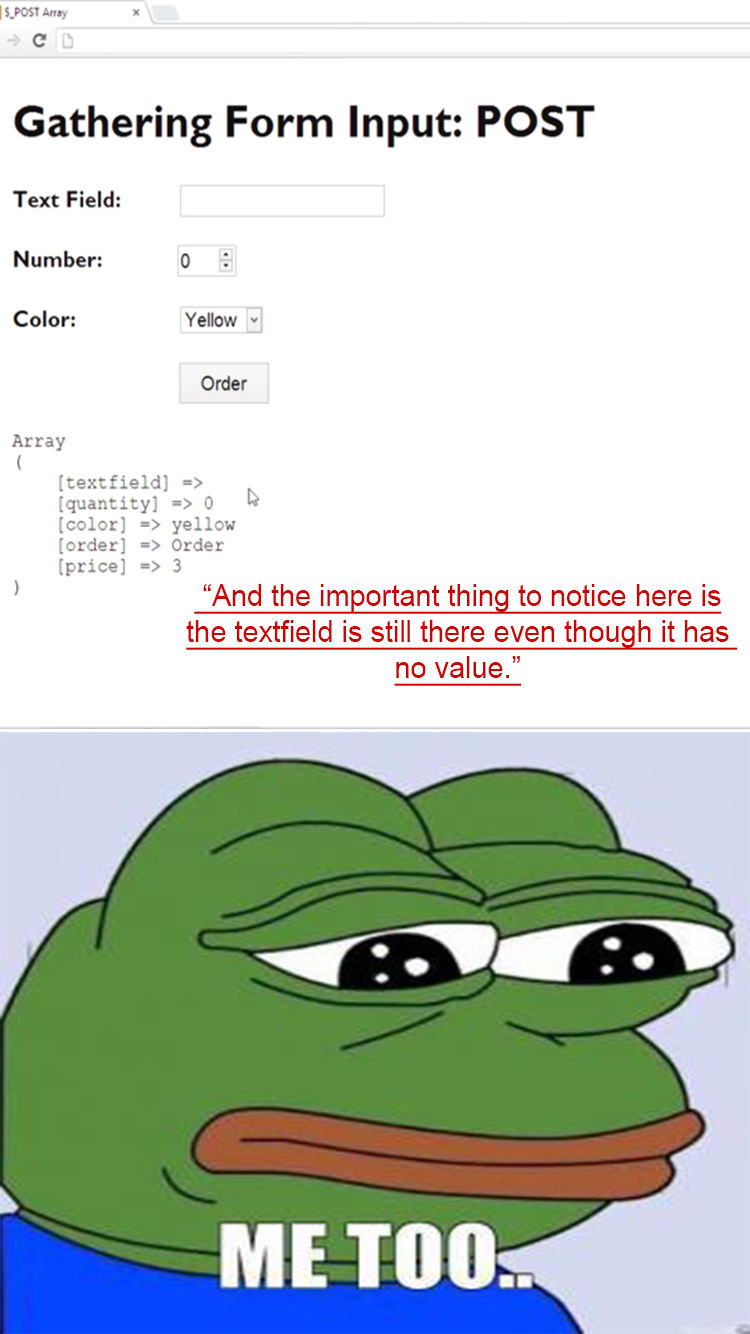 $_POST Array
Gathering Form Input: POST
Text Field:
Number: 0
Color: Yellow
Order
Array
(
[textfield] =>
[quantity] => 0
[color] => yellow
[order] => Order
[price] => 3
)
“And the important thing to notice here is
the textfield is still there even though it has
no value.”
ME TOO..